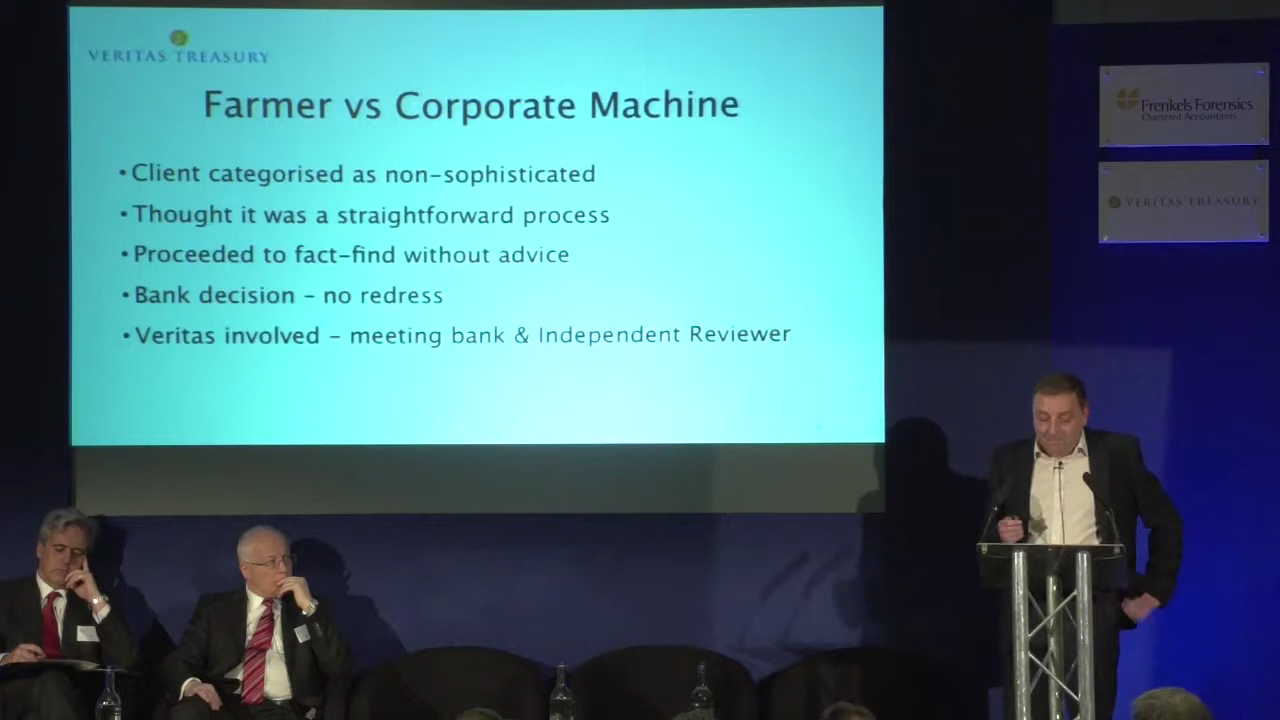 VERITAS TREASURY
Farmer vs Corporate Machine
• Client categorised as non-sophisticated
• Thought it was a straightforward process
• Proceeded to fact-find without advice
• Bank decision – no redress
• Veritas involved – meeting bank & Independent Reviewer
Frenkels Forensics
Chartered Accountants
VERITAS TREASURY